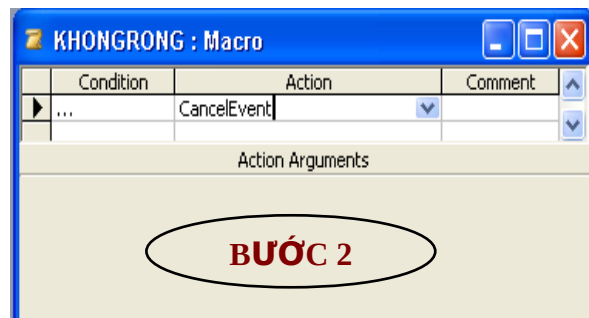 KHONGRONG : Macro
Condition Action Comment
... CancelEvent
Action Arguments
BƯỚC 2